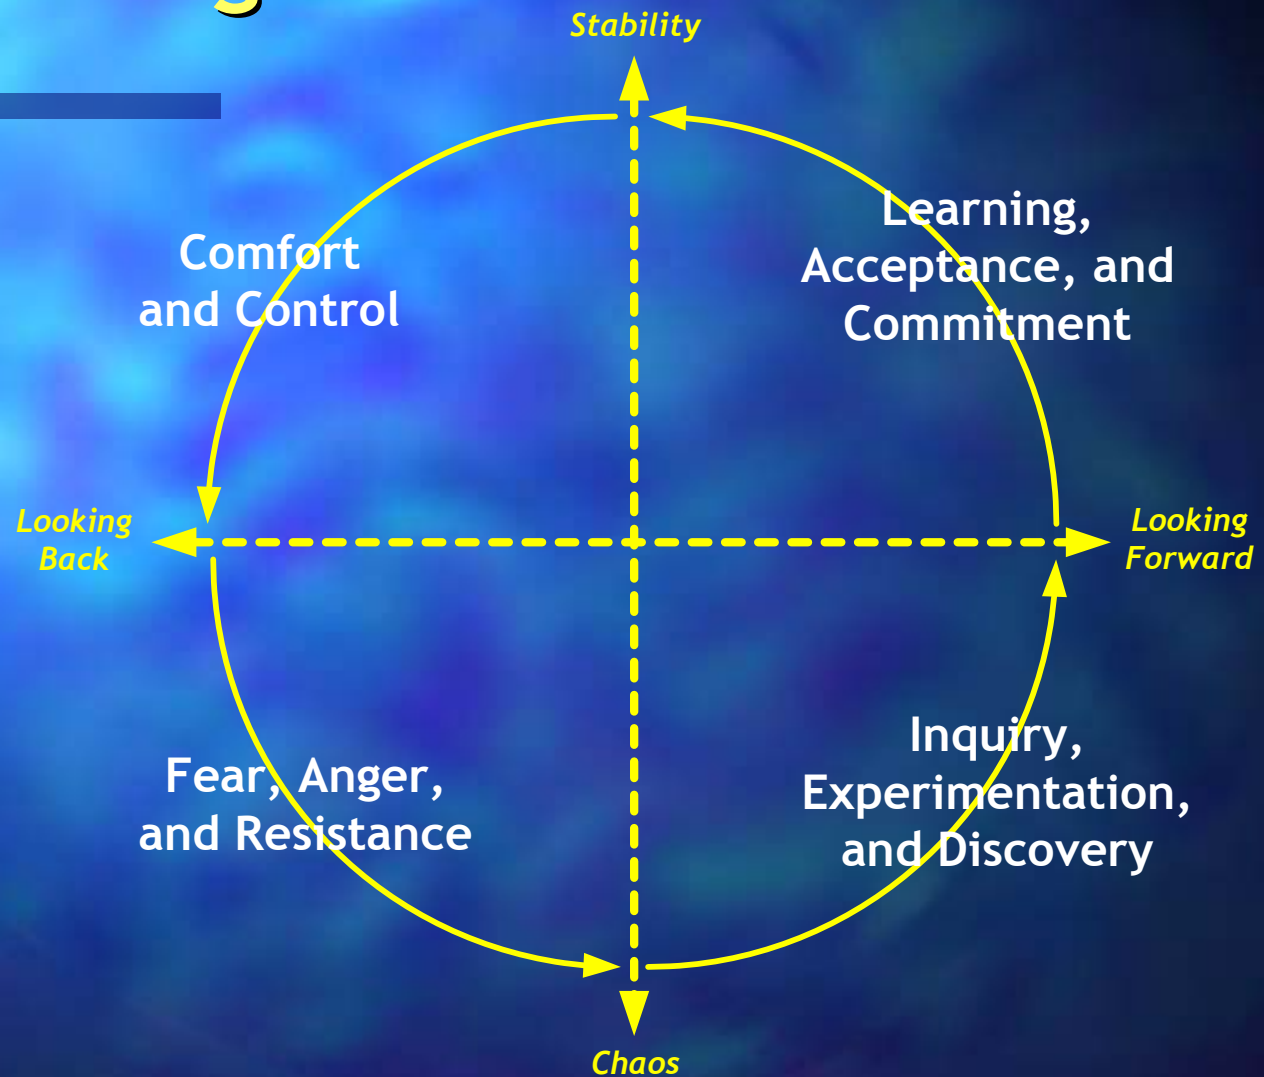 Stability
Comfort
and Control
Learning,
Acceptance, and
Commitment
Looking
Back
Looking
Forward
Fear, Anger,
and Resistance
Inquiry,
Experimentation,
and Discovery
Chaos